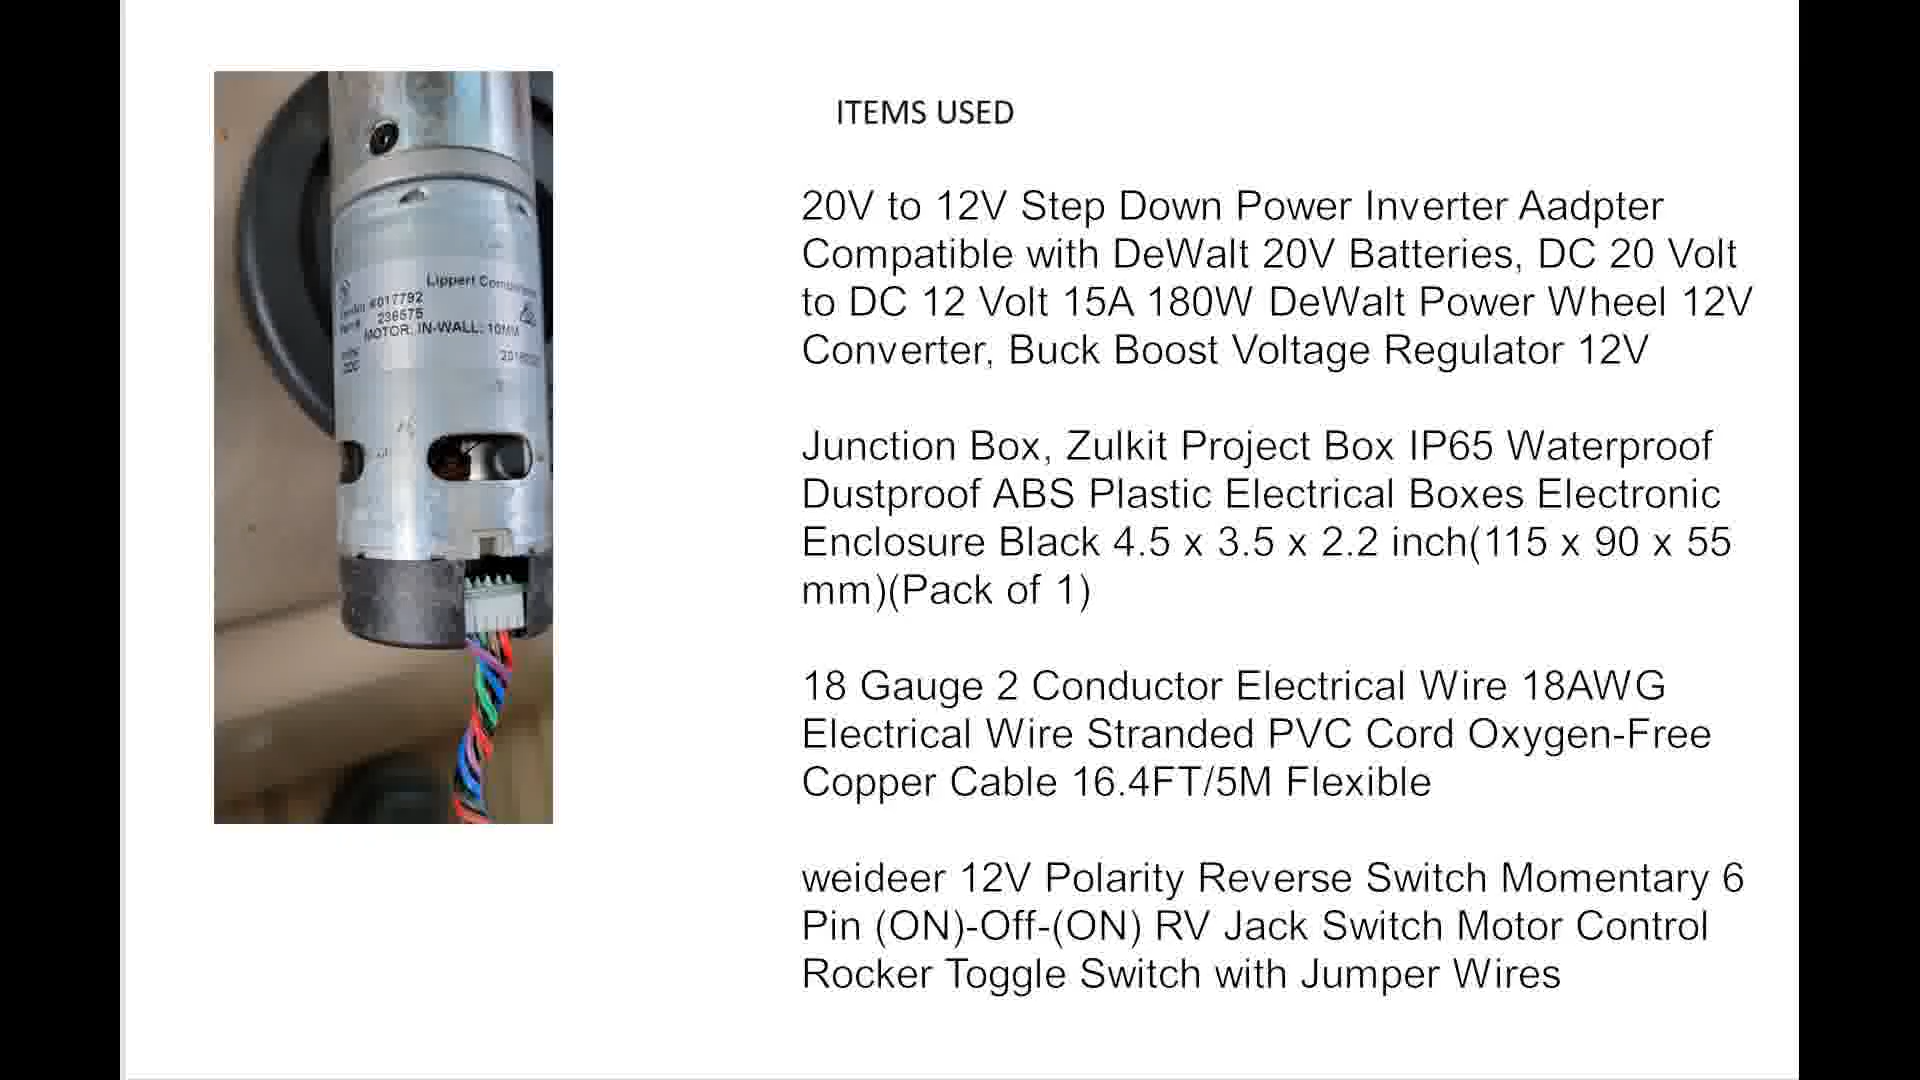 ITEMS USED
20V to 12V Step Down Power Inverter Aadpter
Compatible with DeWalt 20V Batteries, DC 20 Volt
to DC 12 Volt 15A 180W DeWalt Power Wheel 12V
Converter, Buck Boost Voltage Regulator 12V
Junction Box, Zulkit Project Box IP65 Waterproof
Dustproof ABS Plastic Electrical Boxes Electronic
Enclosure Black 4.5 x 3.5 x 2.2 inch(115 x 90 x 55
mm)(Pack of 1)
18 Gauge 2 Conductor Electrical Wire 18AWG
Electrical Wire Stranded PVC Cord Oxygen-Free
Copper Cable 16.4FT/5M Flexible
weideer 12V Polarity Reverse Switch Momentary 6
Pin (ON)-Off-(ON) RV Jack Switch Motor Control
Rocker Toggle Switch with Jumper Wires
Lippert
K017792
236575
MOTOR, IN-WALL, 10MM